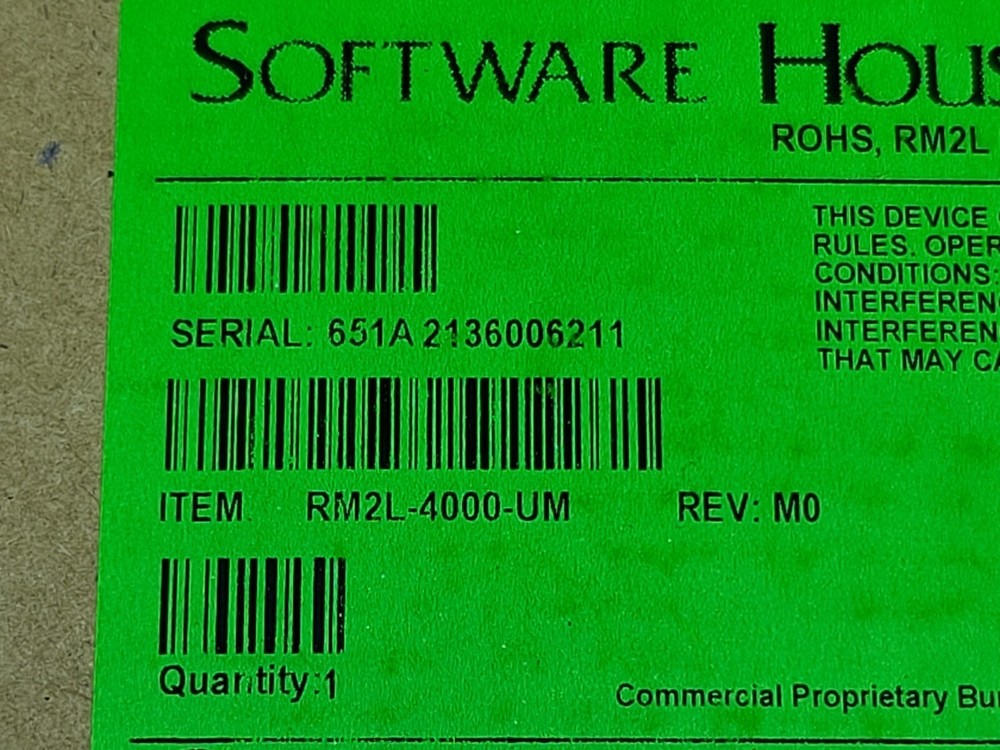 SOFTWARE HOUS
ROHS, RM2L
THIS DEVICE
RULES. OPER
CONDITIONS:
INTERFEREN
INTERFEREN
THAT MAY CA
SERIAL: 651A 2136006211
ITEM RM2L-4000-UM REV: M0
Quantity:1
Commercial Proprietary Bu